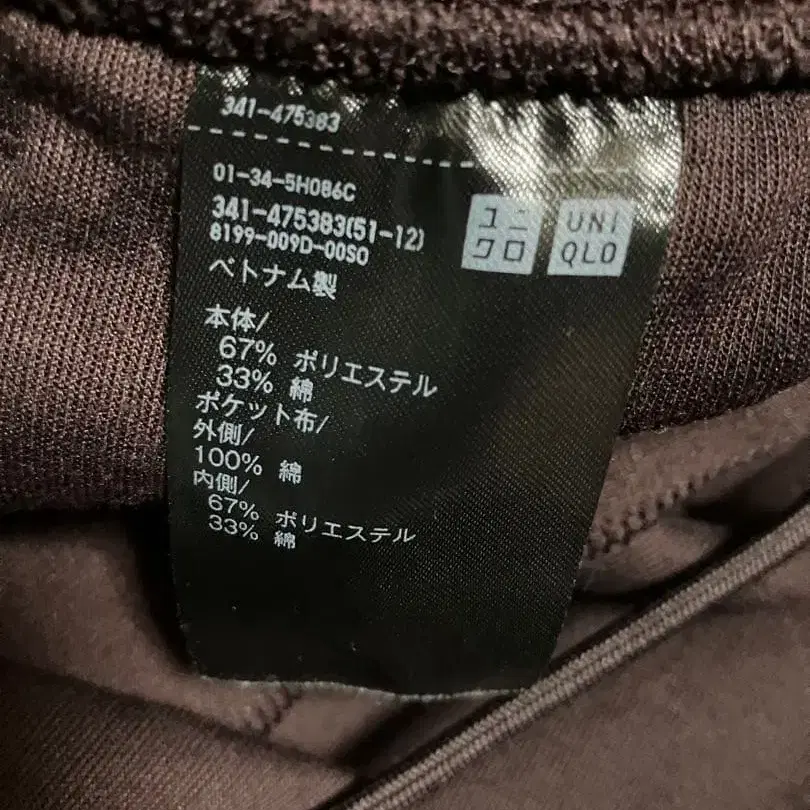 341-475383
01-34-5H086C
341-475383(51-12)
8199-009D-00SO
ユニ
クロ
UNI
QLO
ベトナム製
本体/
67% ポリエステル
33% 綿
ポケット布/
外側/
100% 綿
内側/
67% ポリエステル
33% 綿